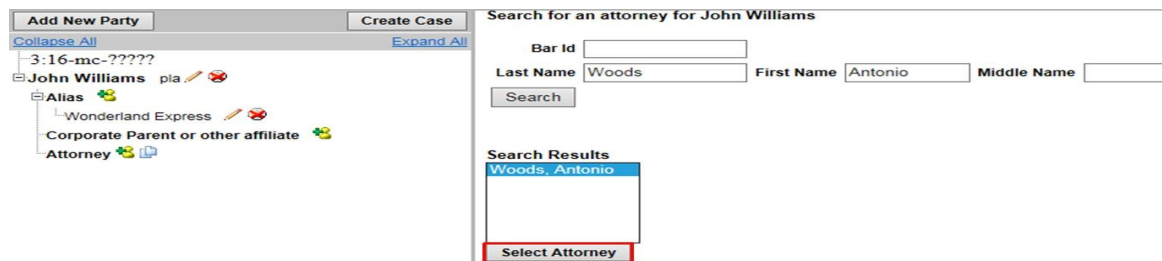 Add New Party Create Case
Collapse All Expand All
3:16-mc-?????
John Williams pla
Alias
Wonderland Express
Corporate Parent or other affiliate
Attorney
Search for an attorney for John Williams
Bar Id
Last Name Woods First Name Antonio Middle Name
Search
Search Results
Woods, Antonio
Select Attorney